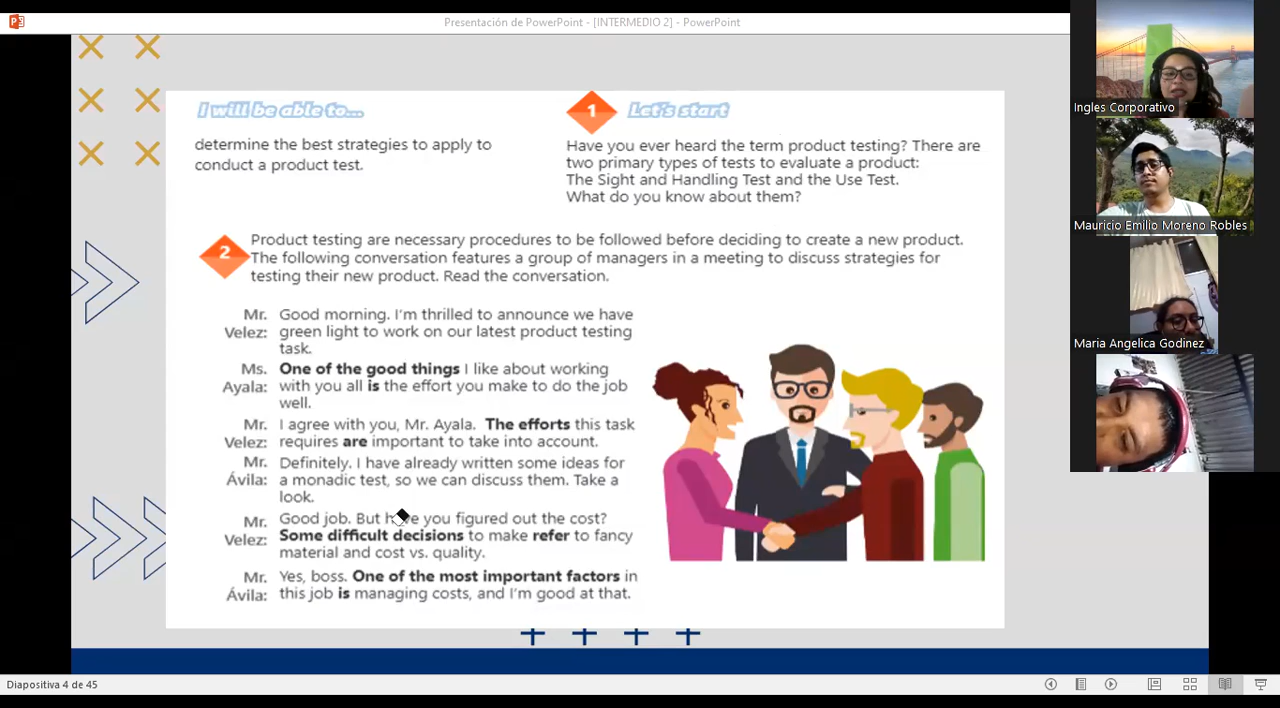 Presentación de PowerPoint - [INTERMEDIO 2] - PowerPoint
I will be able to...
determine the best strategies to apply to
conduct a product test.
1 Let's start
Have you ever heard the term product testing? There are
two primary types of tests to evaluate a product:
The Sight and Handling Test and the Use Test.
What do you know about them?
2 Product testing are necessary procedures to be followed before deciding to create a new product.
The following conversation features a group of managers in a meeting to discuss strategies for
testing their new product. Read the conversation.
Mr. Good morning. I'm thrilled to announce we have
Velez: green light to work on our latest product testing
task.
Ms. One of the good things I like about working
Ayala: with you all is the effort you make to do the job
well.
Mr. I agree with you, Mr. Ayala. The efforts this task
Velez: requires are important to take into account.
Mr. Definitely. I have already written some ideas for
Ávila: a monadic test, so we can discuss them. Take a
look.
Mr. Good job. But have you figured out the cost?
Velez: Some difficult decisions to make refer to fancy
material and cost vs. quality.
Mr. Yes, boss. One of the most important factors in
Ávila: this job is managing costs, and I'm good at that.
Ingles Corporativo
Mauricio Emilio Moreno Robles
Maria Angelica Godinez
Diapositiva 4 de 45